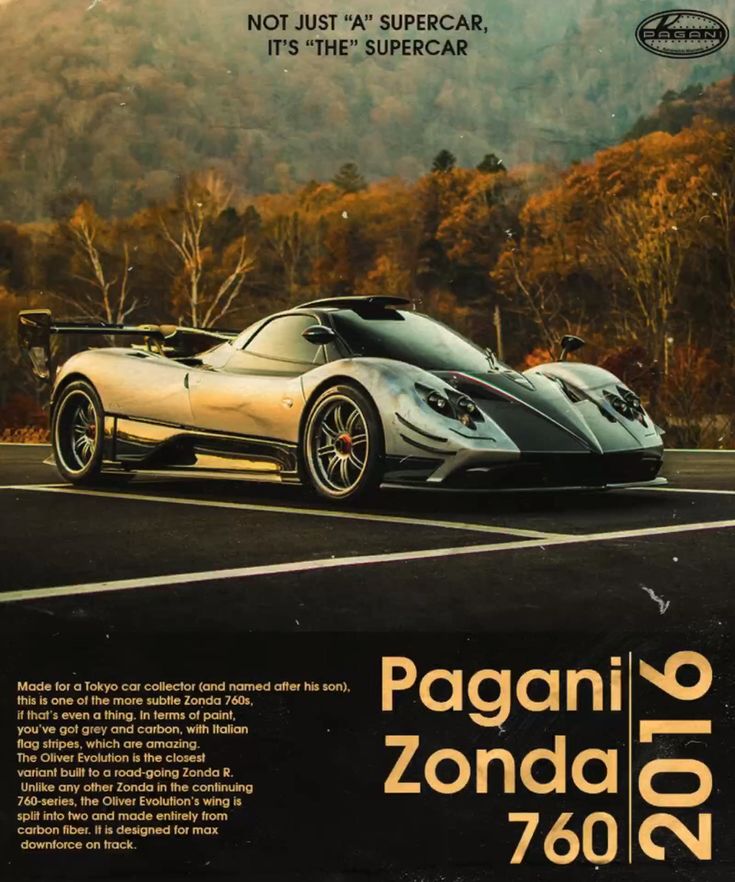 NOT JUST “A” SUPERCAR,
IT’S “THE” SUPERCAR
PAGANI
Made for a Tokyo car collector (and named after his son),
this is one of the more subtle Zonda 760s,
if that’s even a thing. In terms of paint,
you’ve got grey and carbon, with Italian
flag stripes, which are amazing.
The Oliver Evolution is the closest
variant built to a road-going Zonda R.
Unlike any other Zonda in the continuing
760-series, the Oliver Evolution’s wing is
split into two and made entirely from
carbon fiber. It is designed for max
downforce on track.
Pagani
Zonda
760
2016